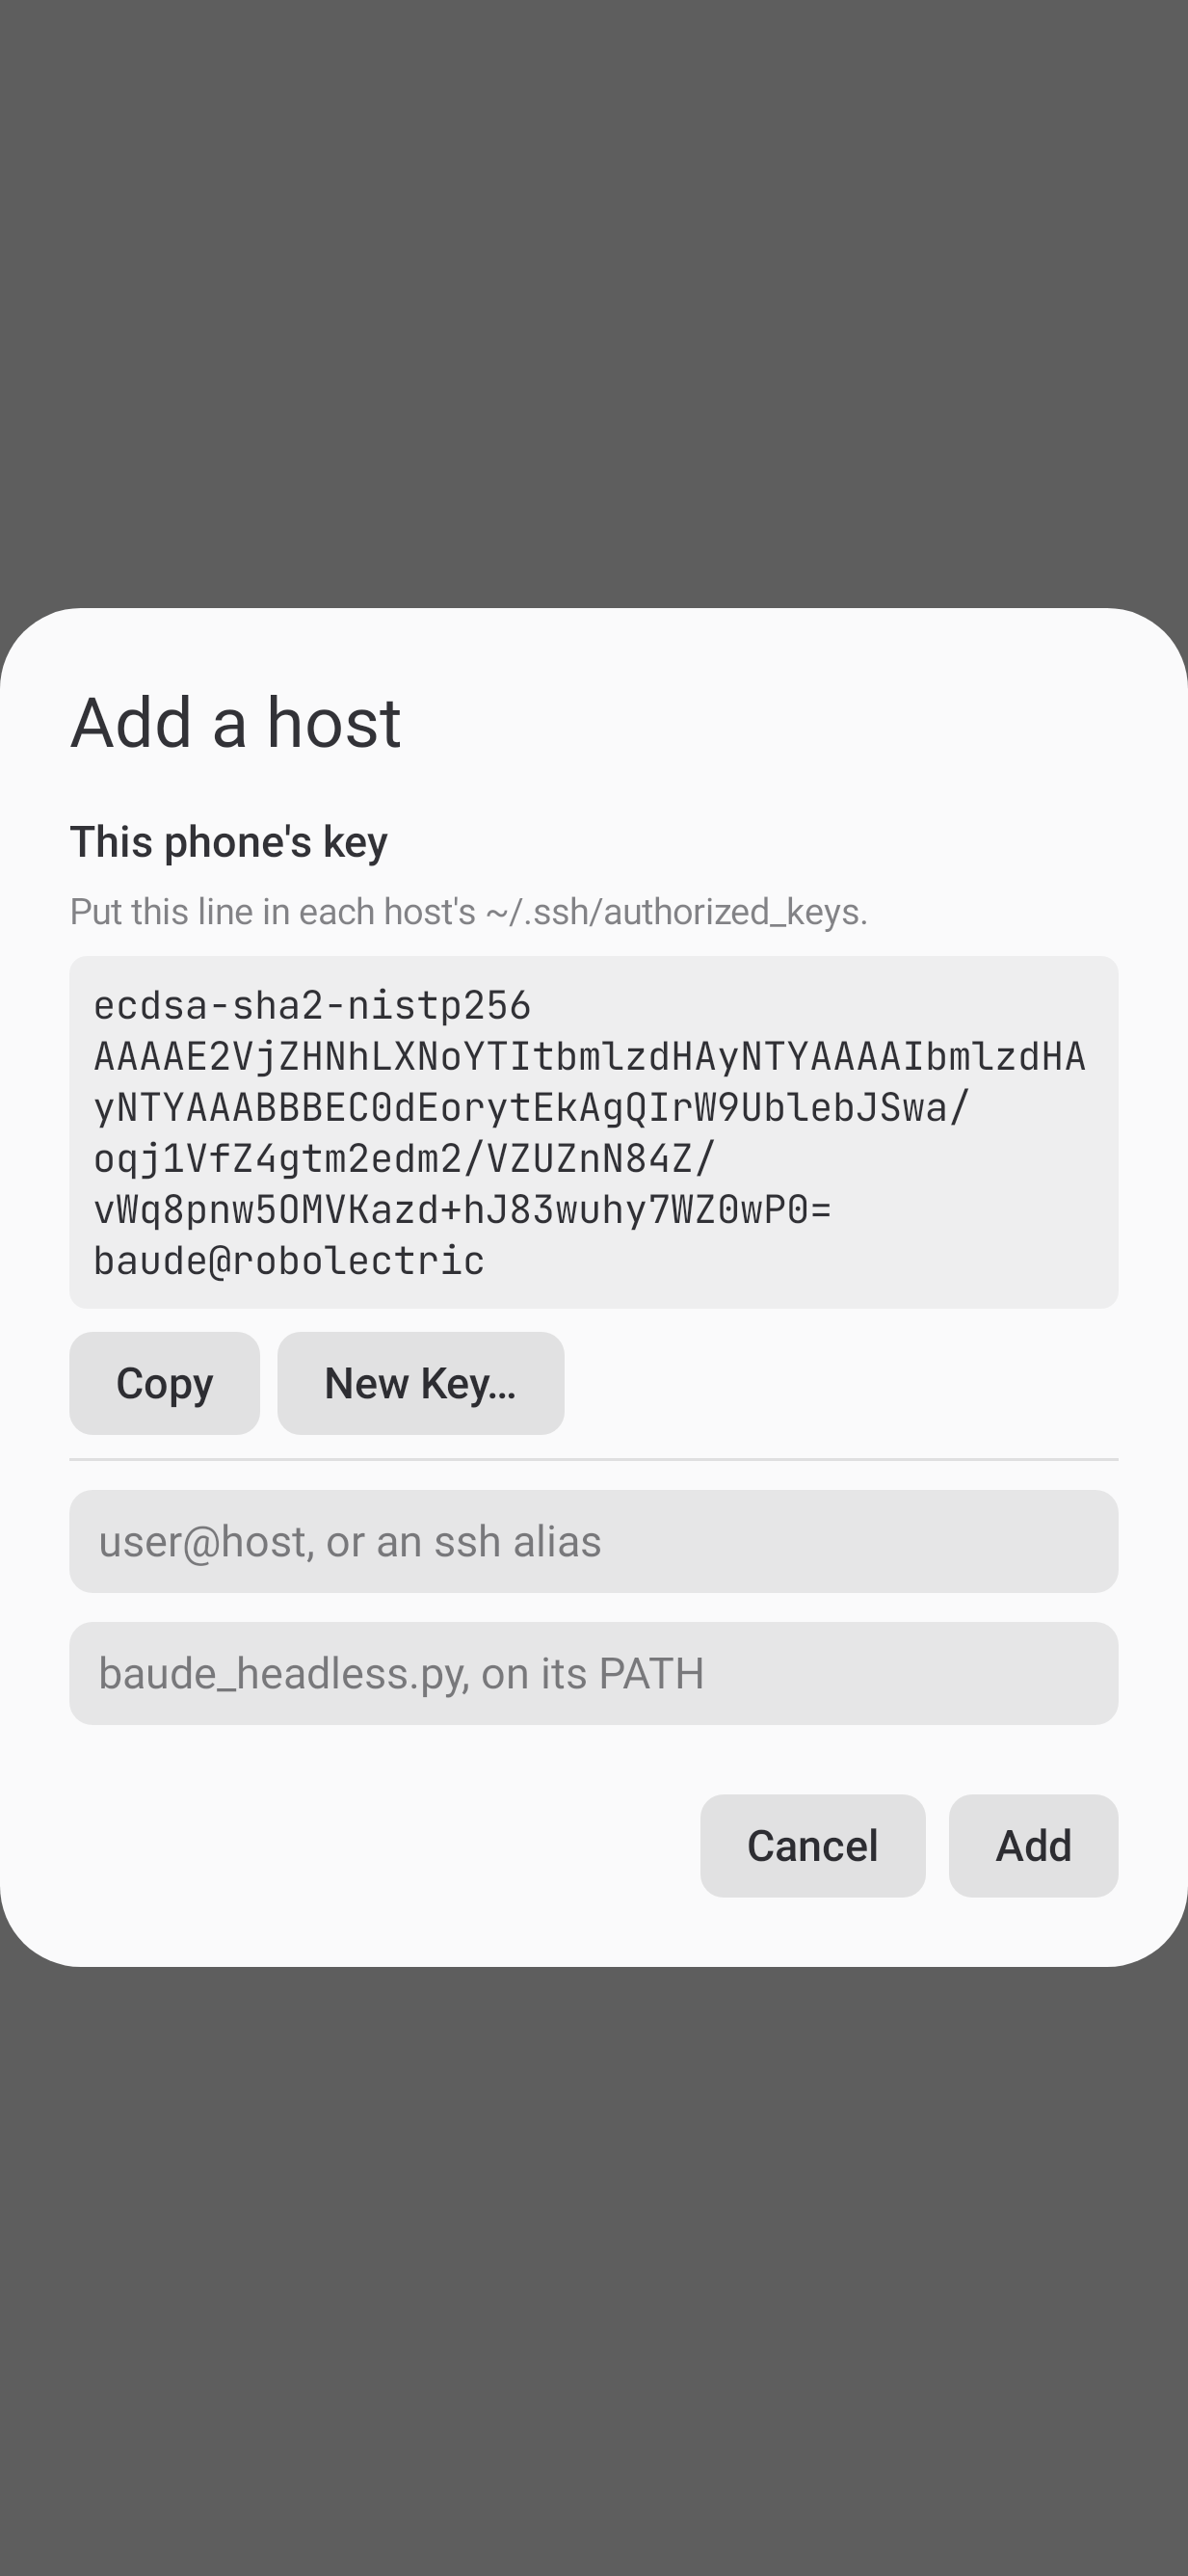 Add a host
This phone's key
Put this line in each host's ~/.ssh/authorized_keys.
ecdsa-sha2-nistp256
AAAAE2VjZHNhLXNoYTItbmlzdHAyNTYAAAAIbmlzdHA
yNTYAAABBBEC0dEorytEkAgQIrW9UblebJSwa/
oqj1VfZ4gtm2edm2/VZUZnN84Z/
vWq8pnw5OMVKazd+hJ83wuhy7WZ0wP0=
baude@robolectric
Copy
New Key…
user@host, or an ssh alias
baude_headless.py, on its PATH
Cancel
Add